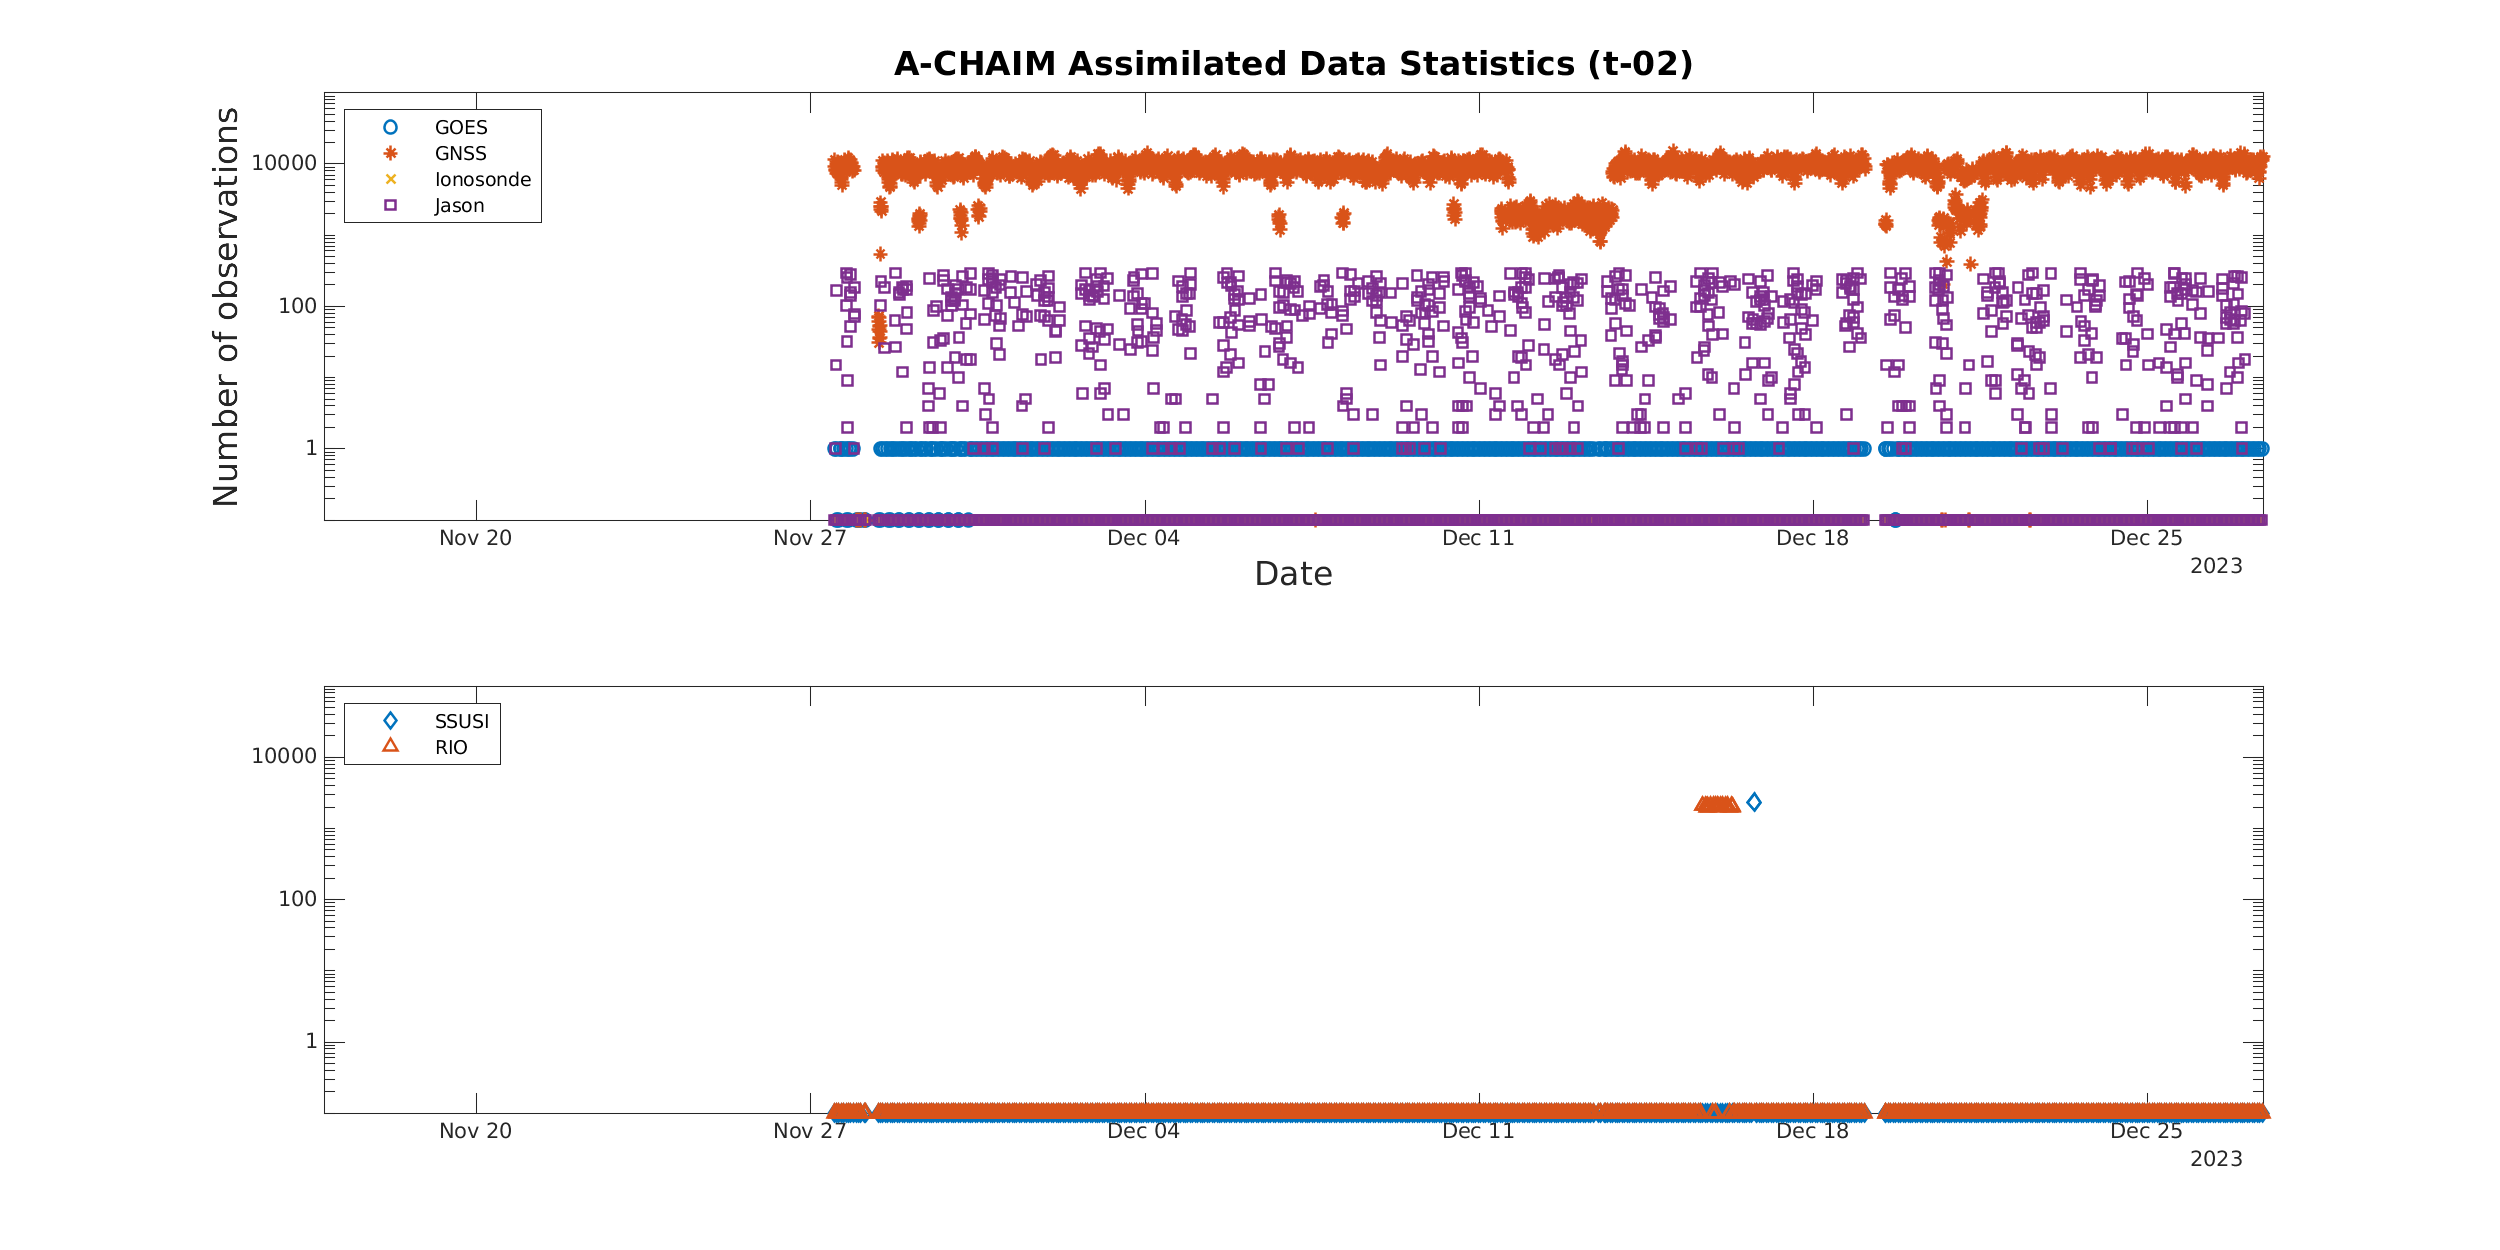 A-CHAIM Assimilated Data Statistics (t-02)
Number of observations
10000
100
1
GOES
GNSS
Ionosonde
Jason
Nov 20
Nov 27
Dec 04
Dec 11
Dec 18
Dec 25
2023
Date
10000
100
1
SSUSI
RIO
Nov 20
Nov 27
Dec 04
Dec 11
Dec 18
Dec 25
2023